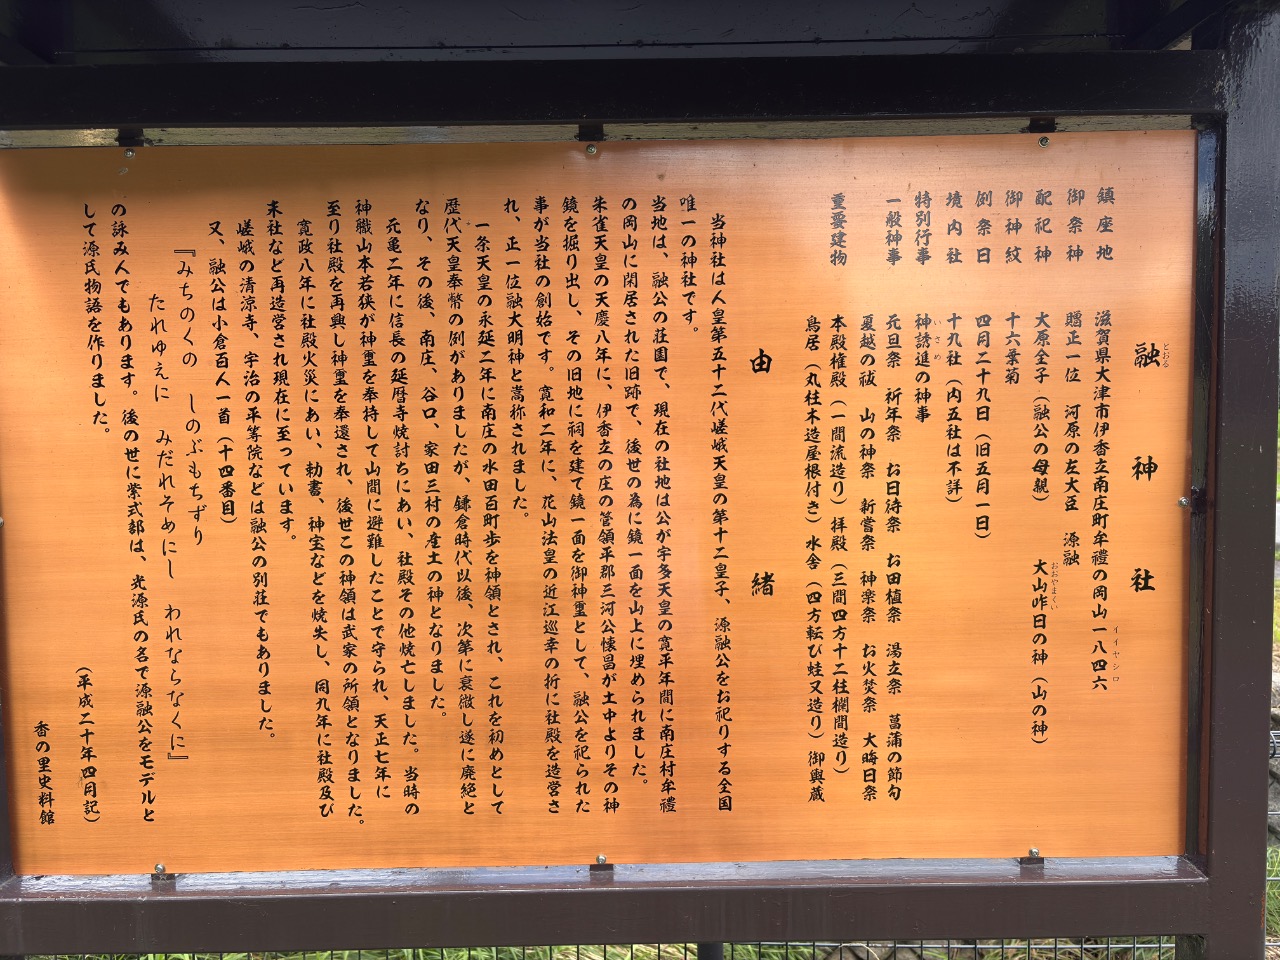 融神社
とおる
鎮座地 滋賀県大津市伊香立南庄町牟禮の岡山一八四六
イイヤシロ
御祭神 贈正一位 河原の左大臣 源融
配祀神 大原全子(融公の母親) 大山咋日の神(山の神)
おおやまくい
御神紋 十六葉菊
例祭日 四月二十九日(旧五月一日)
境内社 十九社(内五社は不詳)
特別行事 神誘進の神事
いさめ
一般神事 元旦祭 祈年祭 お日待祭 お田植祭 湯立祭 菖蒲の節句
夏越の祓 山の神祭 新嘗祭 神楽祭 お火焚祭 大晦日祭
重要建物 本殿権殿(一間流造り)拝殿(三間四方十二柱欄間造り)
鳥居(丸柱木造屋根付き)水舎(四方転び蛙又造り)御輿蔵
由緒
当神社は人皇第五十二代嵯峨天皇の第十二皇子、源融公をお祀りする全国
唯一の神社です。
当地は、融公の荘園で、現在の社地は公が宇多天皇の寛平年間に南庄村牟禮
の岡山に閑居された旧跡で、後世の為に鏡一面を山上に埋められました。
朱雀天皇の天慶八年に、伊香立の庄の管領平郡三河公懐昌が土中よりその神
鏡を掘り出し、その旧地に祠を建て鏡一面を御神璽として、融公を祀られた
事が当社の創始です。寛和二年に、花山法皇の近江巡幸の折に社殿を造営さ
れ、正一位融大明神と嵩称されました。
一条天皇の永延二年に南庄の水田百町歩を神領とされ、これを初めとして
歴代天皇奉幣の例がありましたが、鎌倉時代以後、次第に衰微し遂に廃絶と
なり、その後、南庄、谷口、家田三村の産土の神となりました。
元亀二年に信長の延暦寺焼討ちにあい、社殿その他焼亡しました。当時の
神職山本若狭が神璽を奉持して山間に避難したことで守られ、天正七年に
至り社殿を再興し神璽を奉還され、後世この神領は武家の所領となりました。
寛政八年に社殿火災にあい、勅書、神宝などを焼失し、同九年に社殿及び
末社など再造営され現在に至っています。
嵯峨の清涼寺、宇治の平等院などは融公の別荘でもありました。
又、融公は小倉百人一首(十四番目)
『みちのくの しのぶもちずり
たれゆえに みだれそめにし われならなくに』
の詠み人でもあります。後の世に紫式部は、光源氏の名で源融公をモデルと
して源氏物語を作りました。
(平成二十年四月記)
香の里史料館